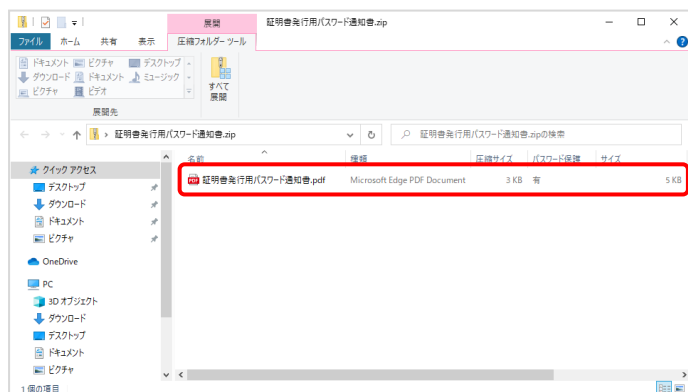 展開
証明書発行用パスワード通知書.zip
ファイル
ホーム
共有
表示
圧縮フォルダー ツール
ドキュメント
ピクチャ
デスクトップ
ダウンロード
ドキュメント
ミュージック
ピクチャ
ビデオ
すべて
展開
展開先
証明書発行用パスワード通知書.zip
証明書発行用パスワード通知書.zipの検索
名前
種類
圧縮サイズ
パスワード保護
サイズ
証明書発行用パスワード通知書.pdf
Microsoft Edge PDF Document
3 KB
有
5 KB
クイック アクセス
デスクトップ
ダウンロード
ドキュメント
ピクチャ
OneDrive
PC
3D オブジェクト
ダウンロード
デスクトップ
ドキュメント
ピクチャ
1 個の項目